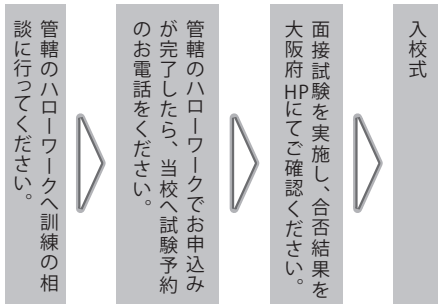 管轄のハローワークへ訓練の相
談に行ってください。
管轄のハローワークでお申込み
が完了したら、当校へ試験予約
のお電話をください。
面接試験を実施し、合否結果を
大阪府HPにてご確認ください。
入校式